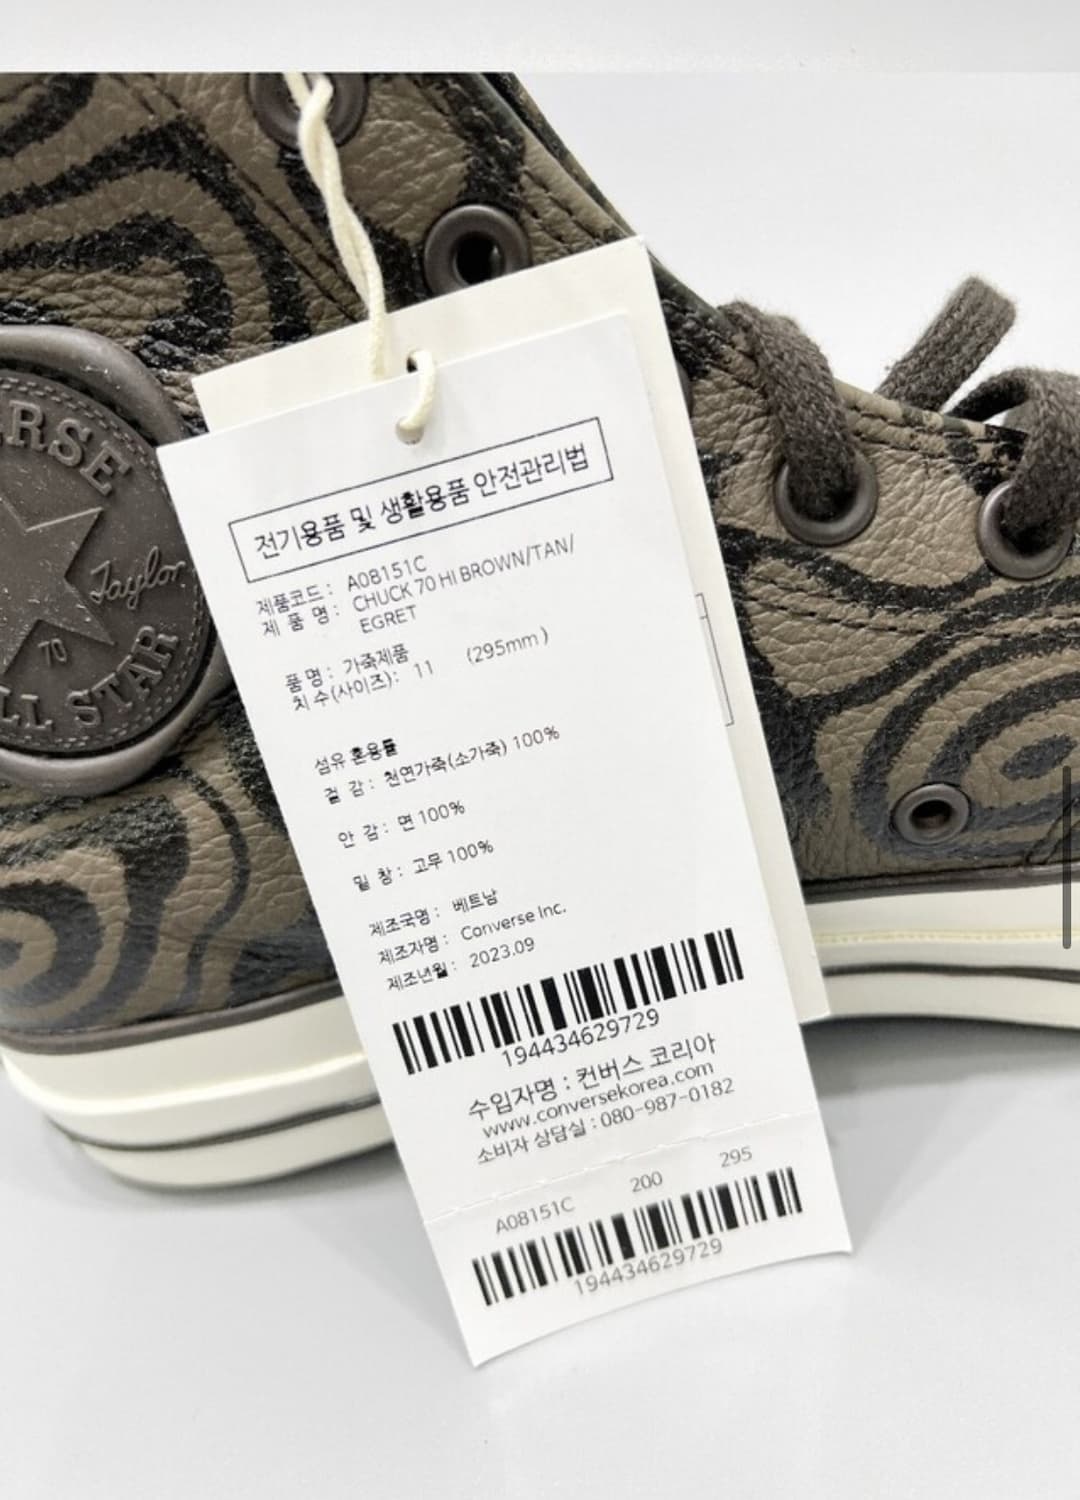 ERSE
Taylor
70
LL STAR
전기용품 및 생활용품 안전관리법
제품코드 : A08151C
제 품 명 : CHUCK 70 HI BROWN/TAN/
EGRET
품 명 : 가죽제품
치 수(사이즈): 11 (295mm )
섬유 혼용률
겉 감 : 천연가죽(소가죽) 100%
안 감 : 면 100%
밑 창 : 고무 100%
제조국명 : 베트남
제조자명 : Converse Inc.
제조년월 : 2023.09
194434629729
수입자명 : 컨버스 코리아
www.conversekorea.com
소비자 상담실 : 080-987-0182
A08151C 200 295
194434629729